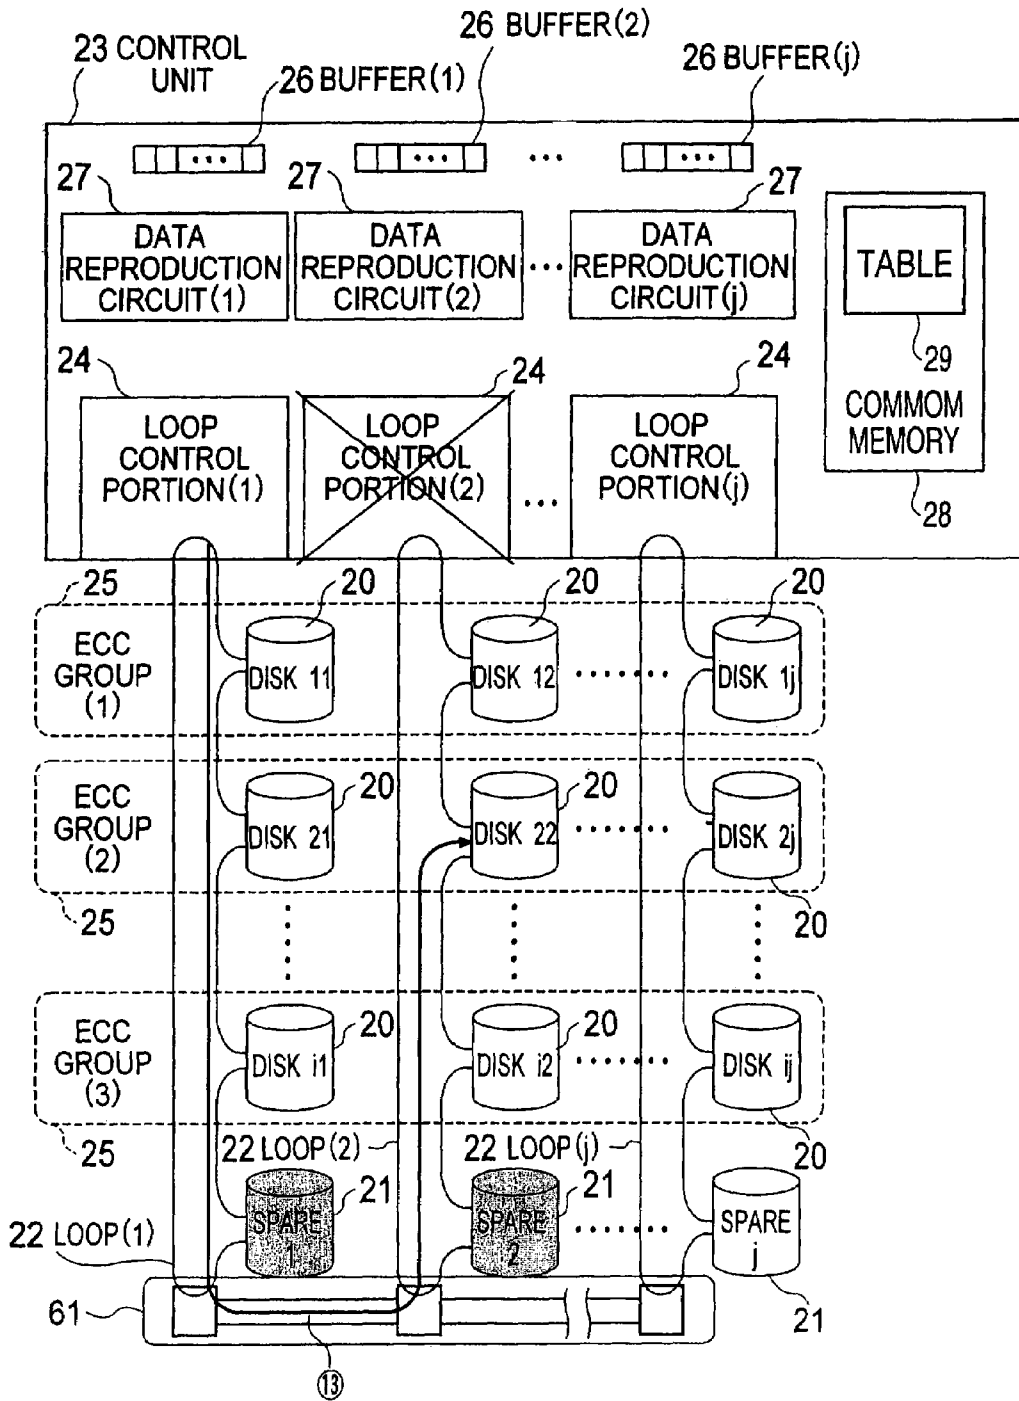 26 BUFFER(2)
23 CONTROL UNIT
26 BUFFER(1)
26 BUFFER(j)
27
27
27
DATA REPRODUCTION CIRCUIT(1)
DATA REPRODUCTION CIRCUIT(2)
DATA REPRODUCTION CIRCUIT(j)
TABLE
29
COMMOM MEMORY
28
24
24
24
LOOP CONTROL PORTION(1)
LOOP CONTROL PORTION(2)
LOOP CONTROL PORTION(j)
25
20
20
20
ECC GROUP (1)
DISK 11
DISK 12
DISK 1j
ECC GROUP (2)
20
20
DISK 21
DISK 22
DISK 2j
25
20
ECC GROUP (3)
20
20
DISK i1
DISK i2
DISK ij
25
20
22 LOOP(2)
22 LOOP(j)
21
21
SPARE 1
SPARE 2
SPARE j
22 LOOP(1)
61
21
⑬